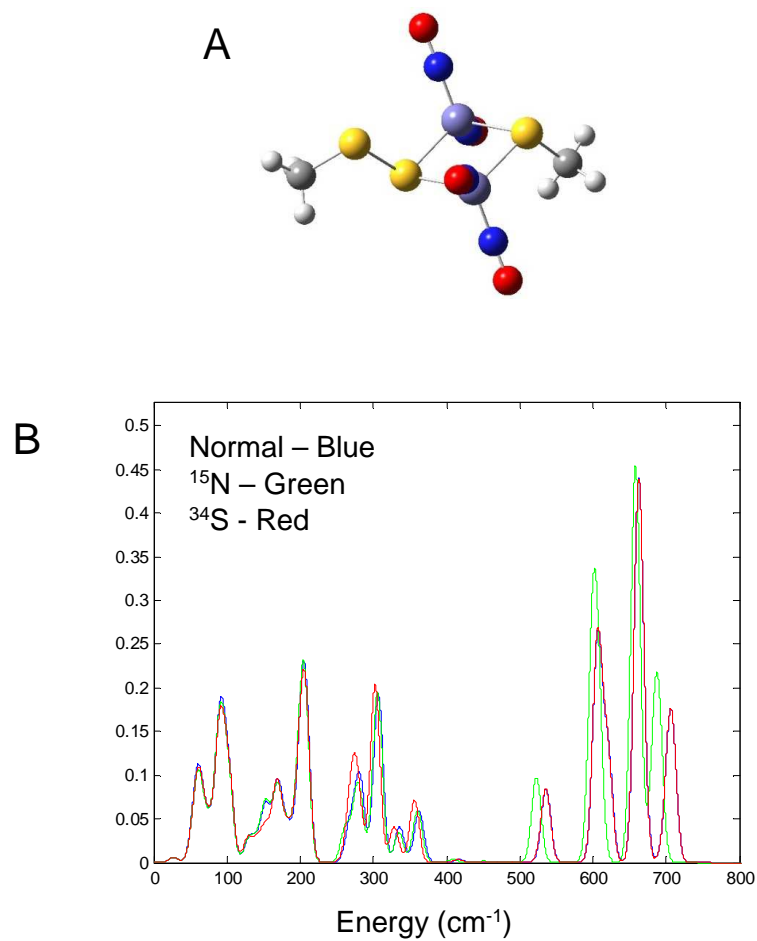 A
B
Normal – Blue
¹⁵N – Green
³⁴S - Red
0.5
0.45
0.4
0.35
0.3
0.25
0.2
0.15
0.1
0.05
0
0 100 200 300 400 500 600 700 800
Energy (cm⁻¹)